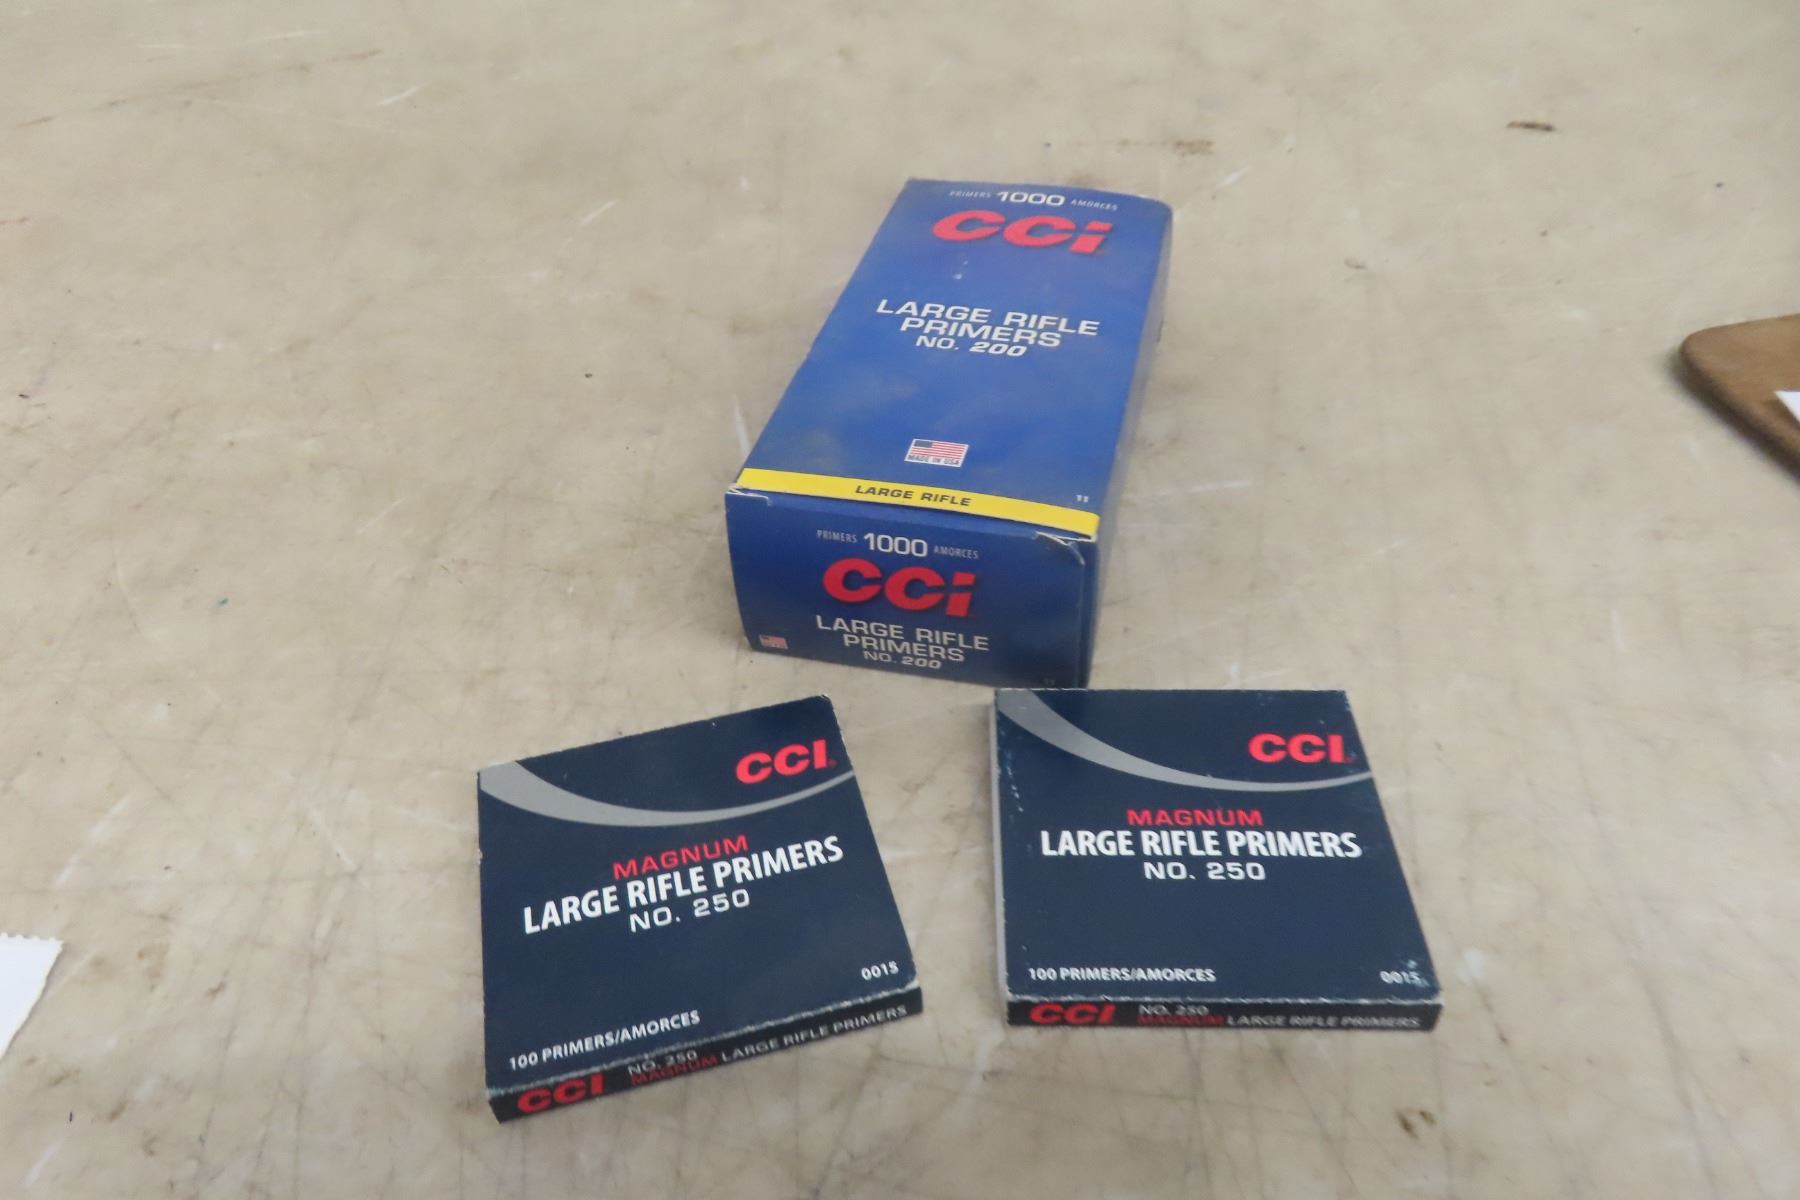 PRIMERS 1000 AMORCES
CCi
LARGE RIFLE
PRIMERS
NO. 200
MADE IN USA
LARGE RIFLE
11
PRIMERS 1000 AMORCES
CCi
LARGE RIFLE
PRIMERS
NO. 200
11
CCI
MAGNUM
LARGE RIFLE PRIMERS
NO. 250
0015
100 PRIMERS/AMORCES
CCI NO. 250
MAGNUM LARGE RIFLE PRIMERS
CCI
MAGNUM
LARGE RIFLE PRIMERS
NO. 250
100 PRIMERS/AMORCES 0015
CCI NO. 250
MAGNUM LARGE RIFLE PRIMERS